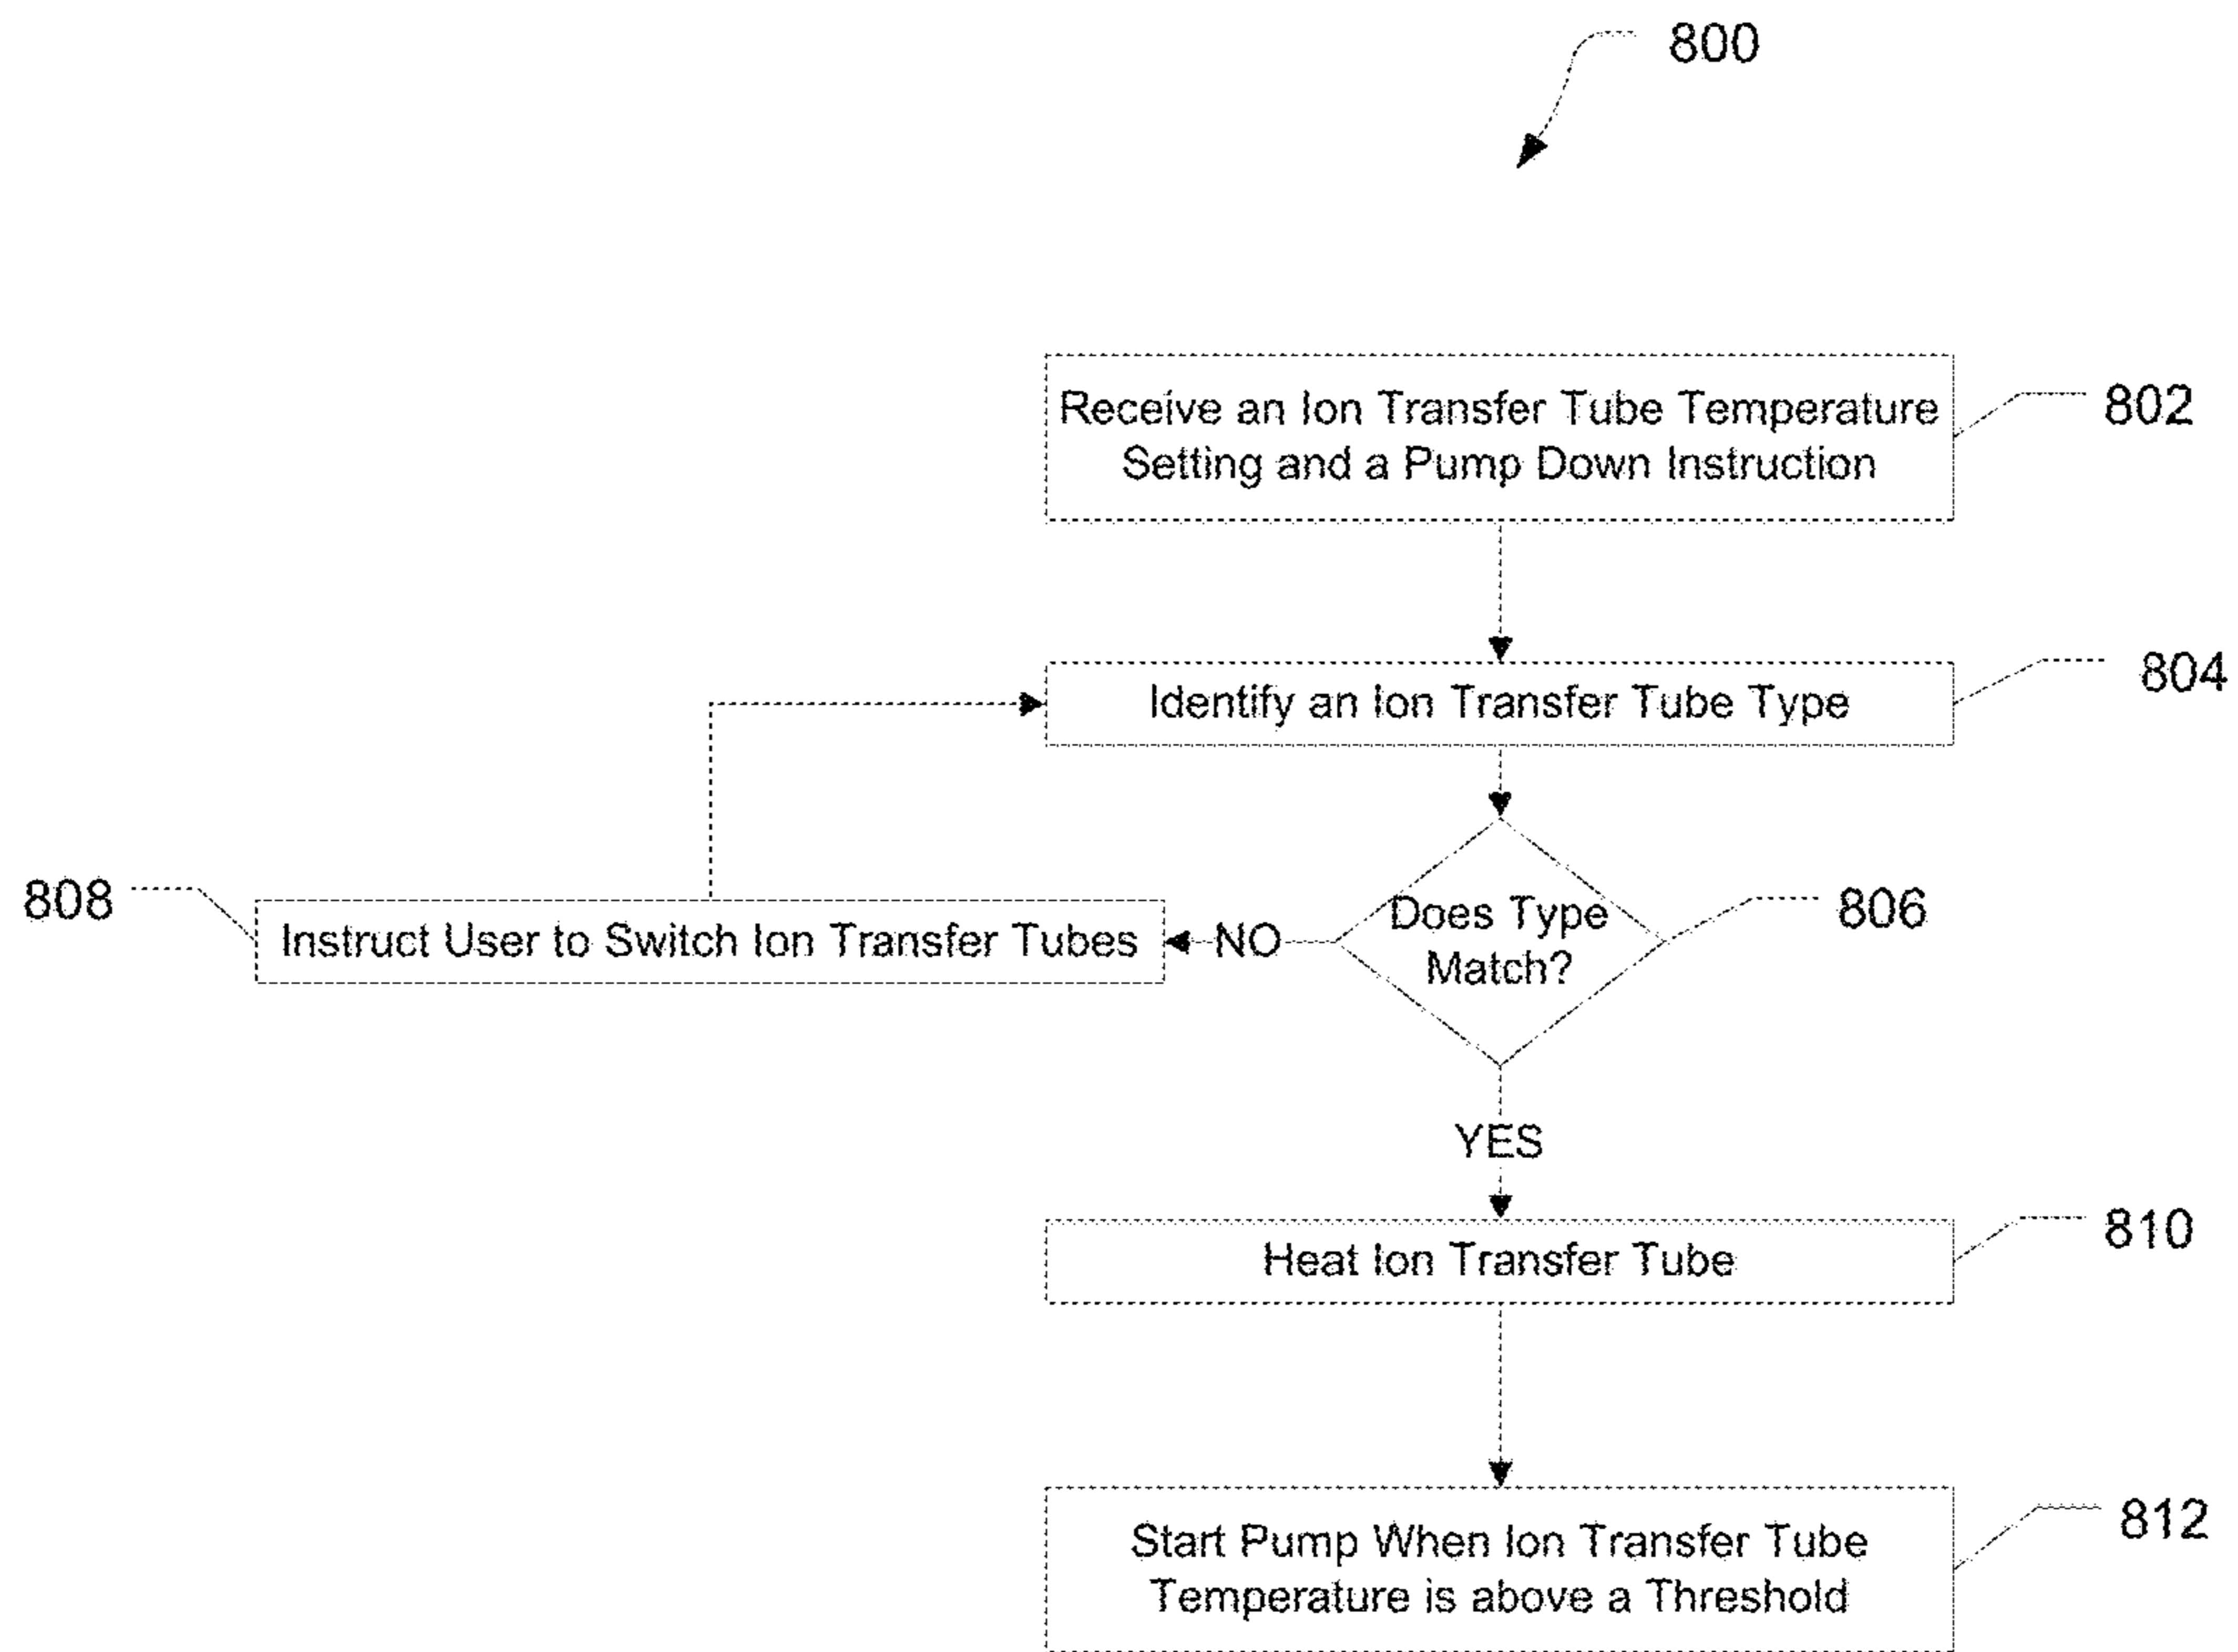 800
Receive an Ion Transfer Tube Temperature
Setting and a Pump Down Instruction
802
Identify an Ion Transfer Tube Type
804
Does Type
Match?
806
NO
Instruct User to Switch Ion Transfer Tubes
808
YES
Heat Ion Transfer Tube
810
Start Pump When Ion Transfer Tube
Temperature is above a Threshold
812